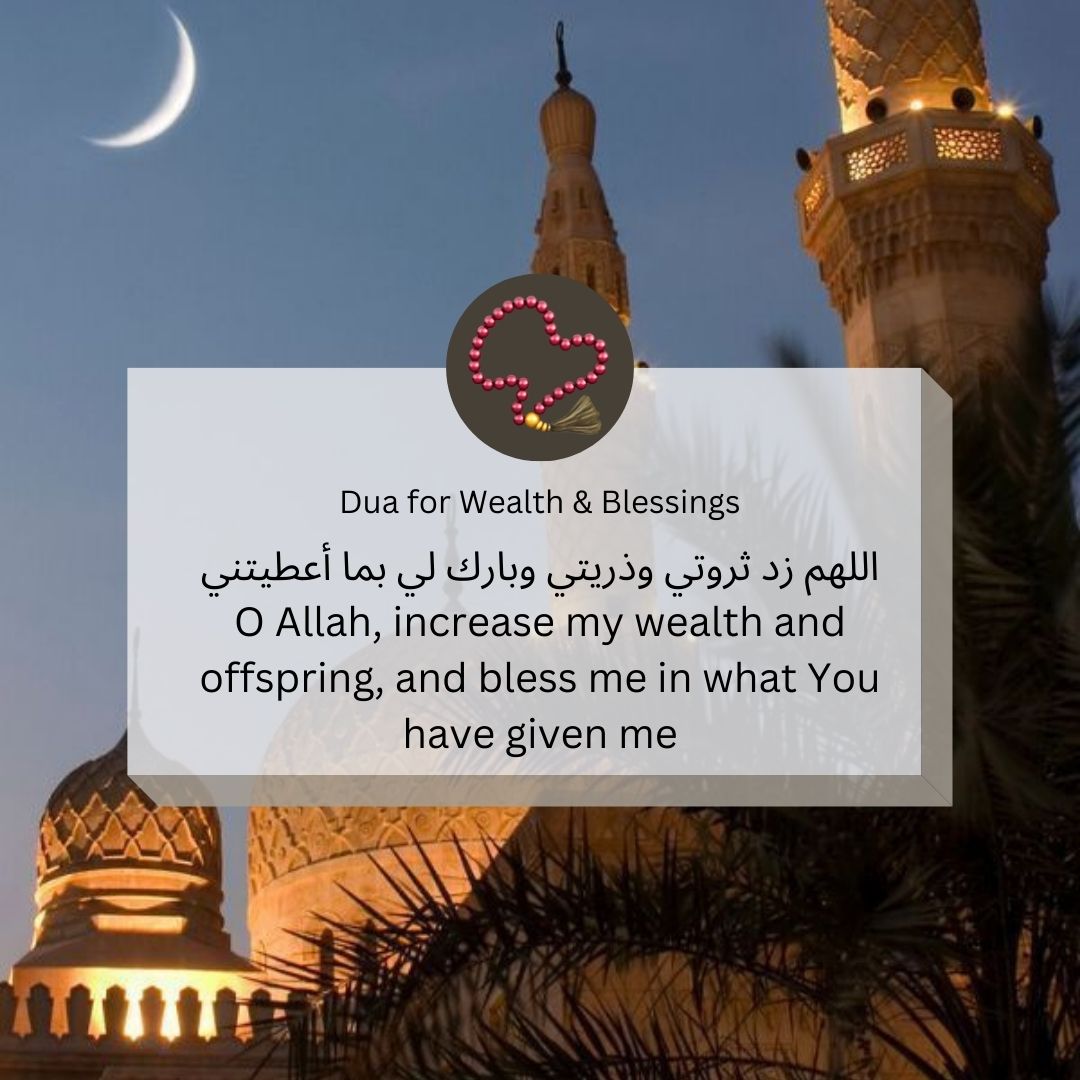 Dua for Wealth & Blessings
اللهم زد ثروتي وذريتي وبارك لي بما أعطيتني
O Allah, increase my wealth and
offspring, and bless me in what You
have given me